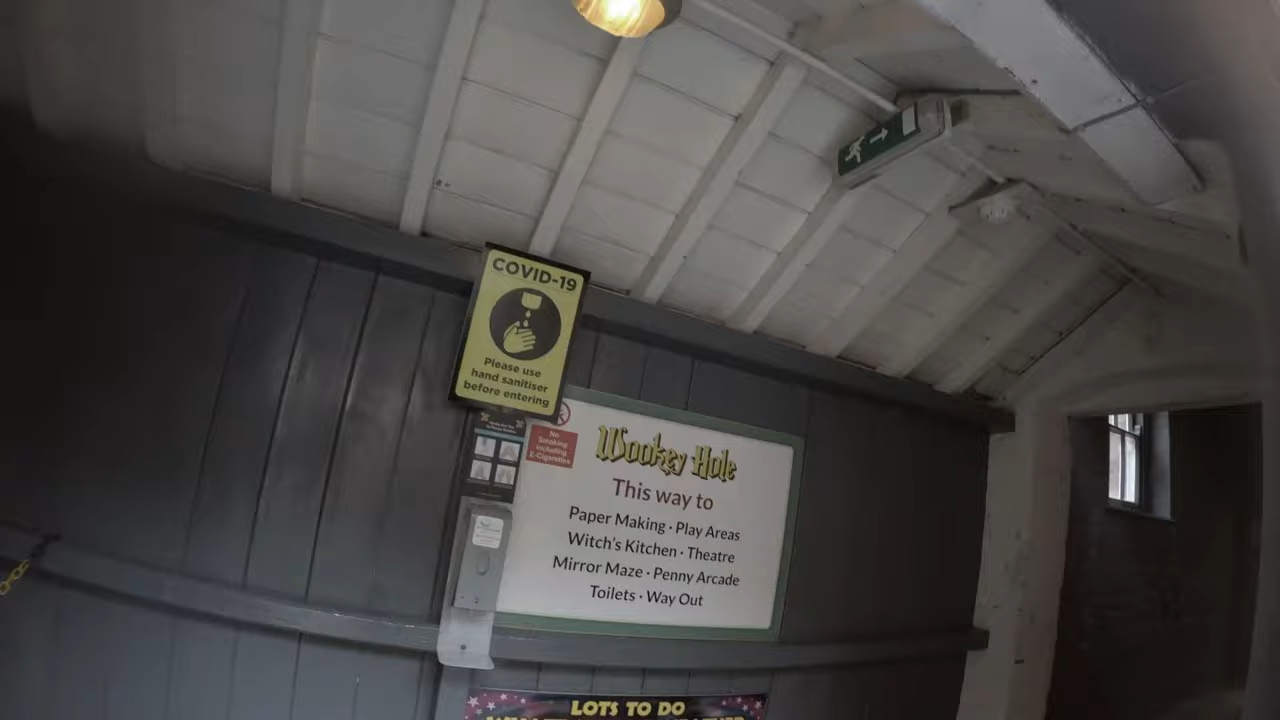 COVID-19
Please use
hand sanitiser
before entering
No
Smoking
Including
E-Cigarettes
Wookey Hole
This way to
Paper Making · Play Areas
Witch's Kitchen · Theatre
Mirror Maze · Penny Arcade
Toilets · Way Out
LOTS TO DO